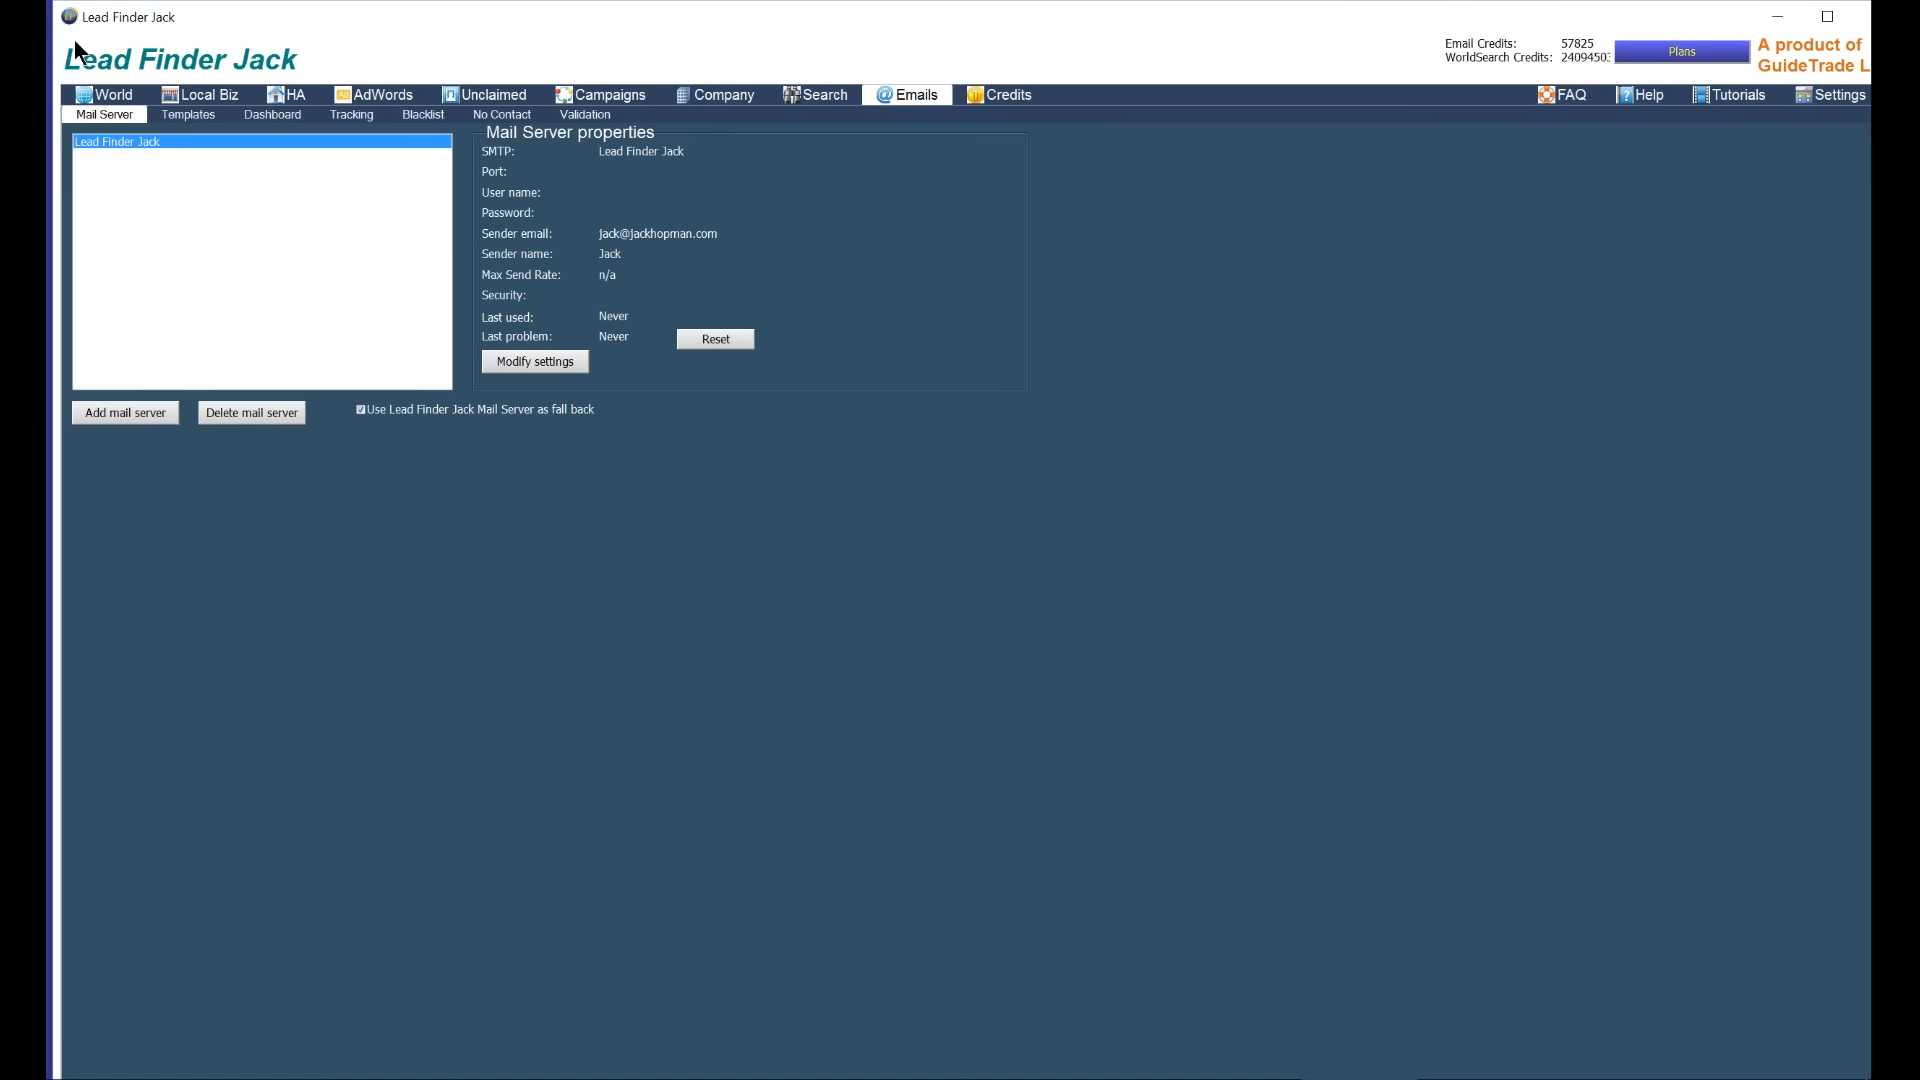 Lead Finder Jack
Lead Finder Jack
Email Credits: 57825
WorldSearch Credits: 2409450
Plans
A product of
GuideTrade L
World Local Biz HA AdWords Unclaimed Campaigns Company Search Emails Credits FAQ Help Tutorials Settings
Mail Server Templates Dashboard Tracking Blacklist No Contact Validation
Lead Finder Jack
Mail Server properties
SMTP: Lead Finder Jack
Port:
User name:
Password:
Sender email: jack@jackhopman.com
Sender name: Jack
Max Send Rate: n/a
Security:
Last used: Never
Last problem: Never
Reset
Modify settings
Add mail server Delete mail server Use Lead Finder Jack Mail Server as fall back